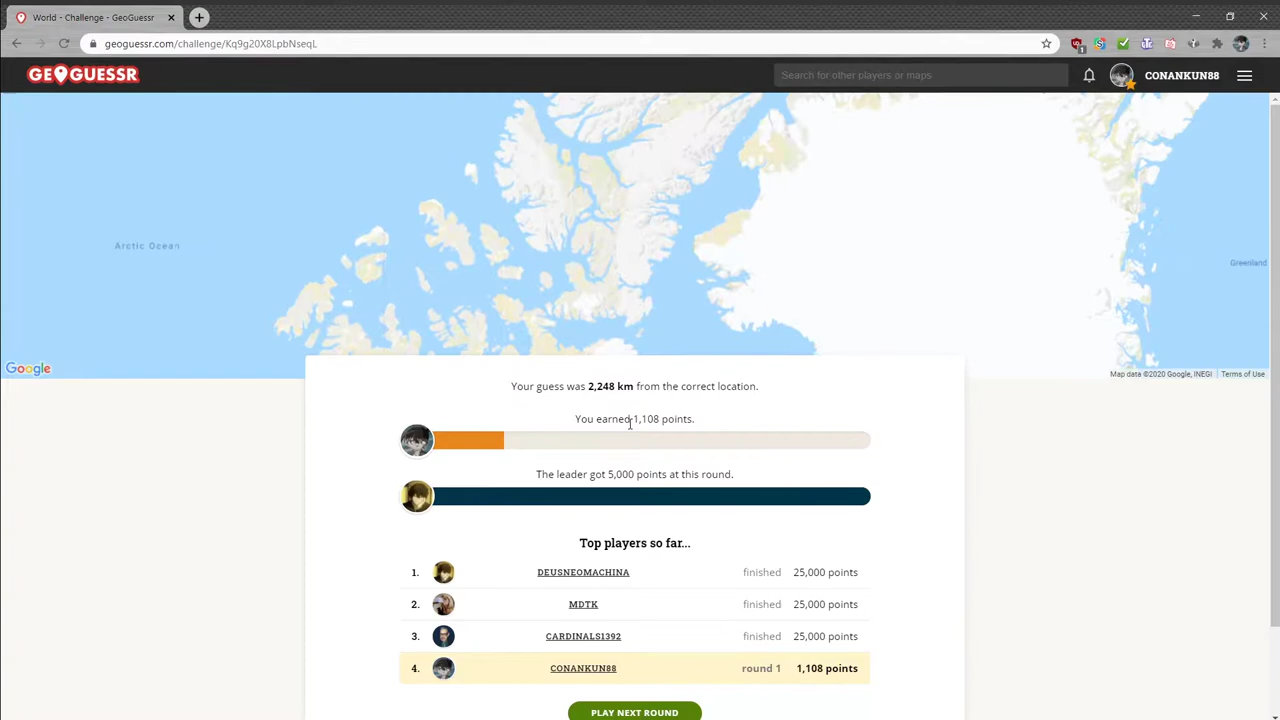 World - Challenge - GeoGuessr
geoguessr.com/challenge/Kq9g20X8LpbNseqL
GEOGUESSR
Search for other players or maps
CONANKUN88
Arctic Ocean
Greenland
Google
Map data ©2020 Google, INEGI
Terms of Use
Your guess was 2,248 km from the correct location.
You earned 1,108 points.
The leader got 5,000 points at this round.
Top players so far...
1. DEUSNEOMACHINA finished 25,000 points
2. MDTK finished 25,000 points
3. CARDINALS1392 finished 25,000 points
4. CONANKUN88 round 1 1,108 points
PLAY NEXT ROUND